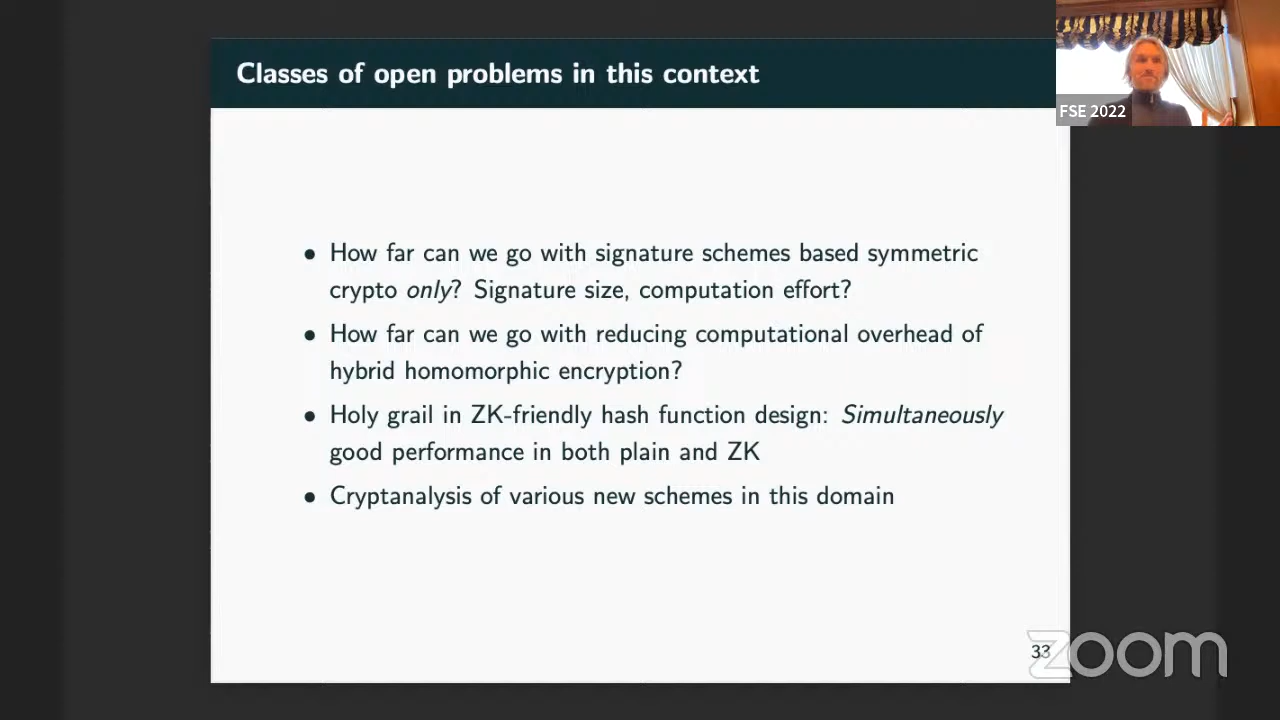 Classes of open problems in this context
FSE 2022
• How far can we go with signature schemes based symmetric
crypto only? Signature size, computation effort?
• How far can we go with reducing computational overhead of
hybrid homomorphic encryption?
• Holy grail in ZK-friendly hash function design: Simultaneously
good performance in both plain and ZK
• Cryptanalysis of various new schemes in this domain
33
zoom